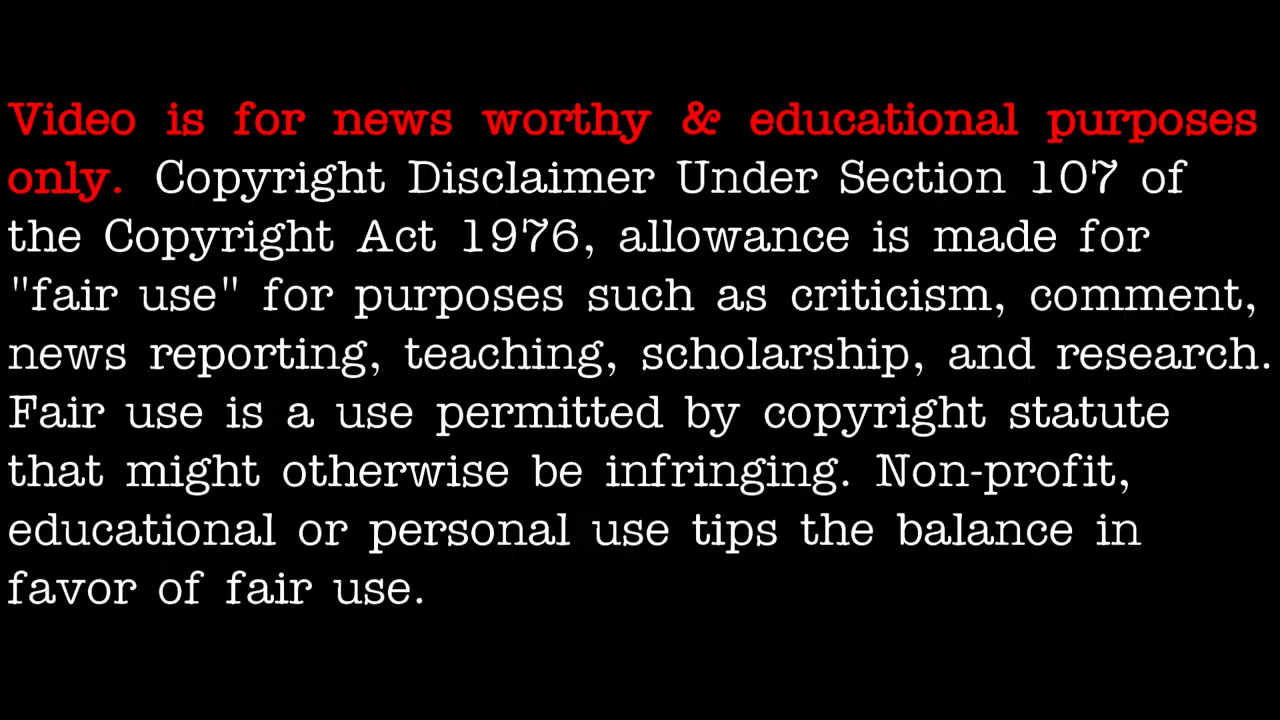 Video is for news worthy & educational purposes
only. Copyright Disclaimer Under Section 107 of
the Copyright Act 1976, allowance is made for
"fair use" for purposes such as criticism, comment,
news reporting, teaching, scholarship, and research.
Fair use is a use permitted by copyright statute
that might otherwise be infringing. Non-profit,
educational or personal use tips the balance in
favor of fair use.